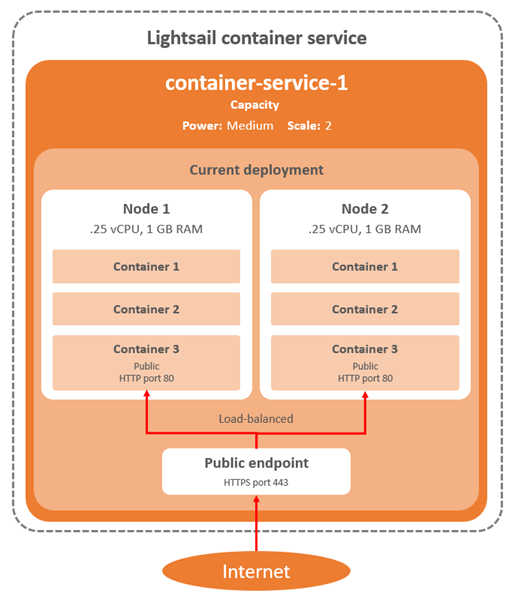 Lightsail container service
container-service-1
Capacity
Power: Medium Scale: 2
Current deployment
Node 1
.25 vCPU, 1 GB RAM
Container 1
Container 2
Container 3
Public
HTTP port 80
Node 2
.25 vCPU, 1 GB RAM
Container 1
Container 2
Container 3
Public
HTTP port 80
Load-balanced
Public endpoint
HTTPS port 443
Internet